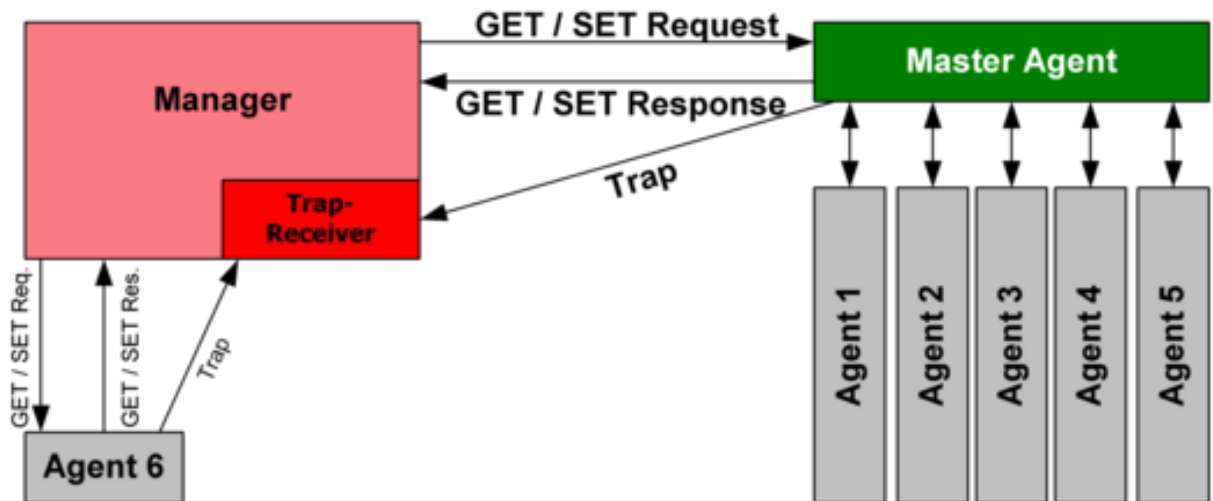 GET / SET Request
Master Agent
Manager
GET / SET Response
Trap
Trap-
Receiver
GET / SET Req.
GET / SET Res.
Trap
Agent 1
Agent 2
Agent 3
Agent 4
Agent 5
Agent 6